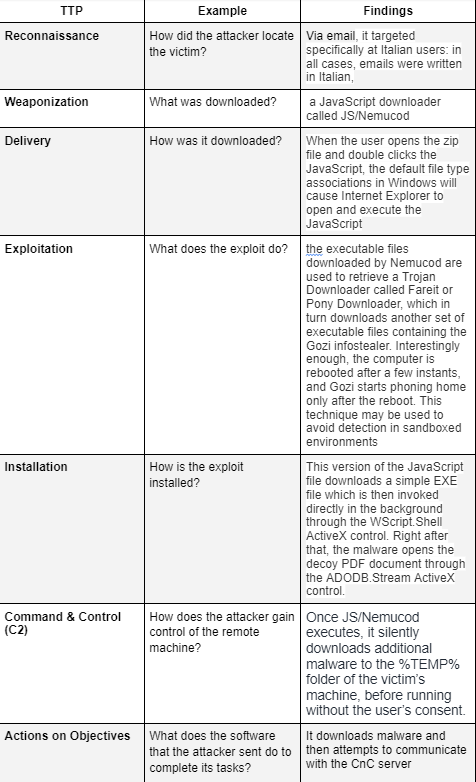 TTP Example Findings
Reconnaissance
How did the attacker locate
the victim?
Via email, it targeted
specifically at Italian users: in
all cases, emails were written
in Italian,
Weaponization
What was downloaded?
a JavaScript downloader
called JS/Nemucod
Delivery
How was it downloaded?
When the user opens the zip
file and double clicks the
JavaScript, the default file type
associations in Windows will
cause Internet Explorer to
open and execute the
JavaScript
Exploitation
What does the exploit do?
the executable files
downloaded by Nemucod are
used to retrieve a Trojan
Downloader called Fareit or
Pony Downloader, which in
turn downloads another set of
executable files containing the
Gozi infostealer. Interestingly
enough, the computer is
rebooted after a few instants,
and Gozi starts phoning home
only after the reboot. This
technique may be used to
avoid detection in sandboxed
environments
Installation
How is the exploit
installed?
This version of the JavaScript
file downloads a simple EXE
file which is then invoked
directly in the background
through the WScript.Shell
ActiveX control. Right after
that, the malware opens the
decoy PDF document through
the ADODB.Stream ActiveX
control.
Command & Control
(C2)
How does the attacker gain
control of the remote
machine?
Once JS/Nemucod
executes, it silently
downloads additional
malware to the %TEMP%
folder of the victim's
machine, before running
without the user's consent.
Actions on Objectives
What does the software
that the attacker sent do to
complete its tasks?
It downloads malware and
then attempts to communicate
with the CnC server